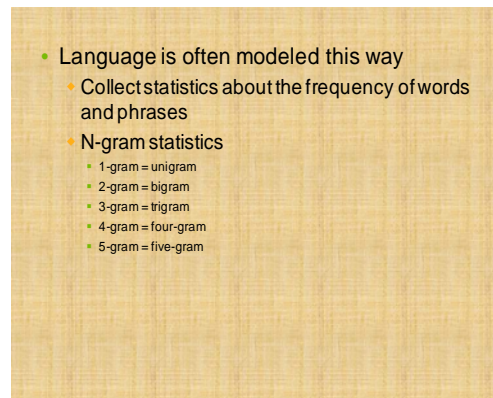 • Language is often modeled this way
Collect statistics about the frequency of words
and phrases
N-gram statistics
1-gram = unigram
2-gram = bigram
3-gram = trigram
4-gram = four-gram
5-gram = five-gram